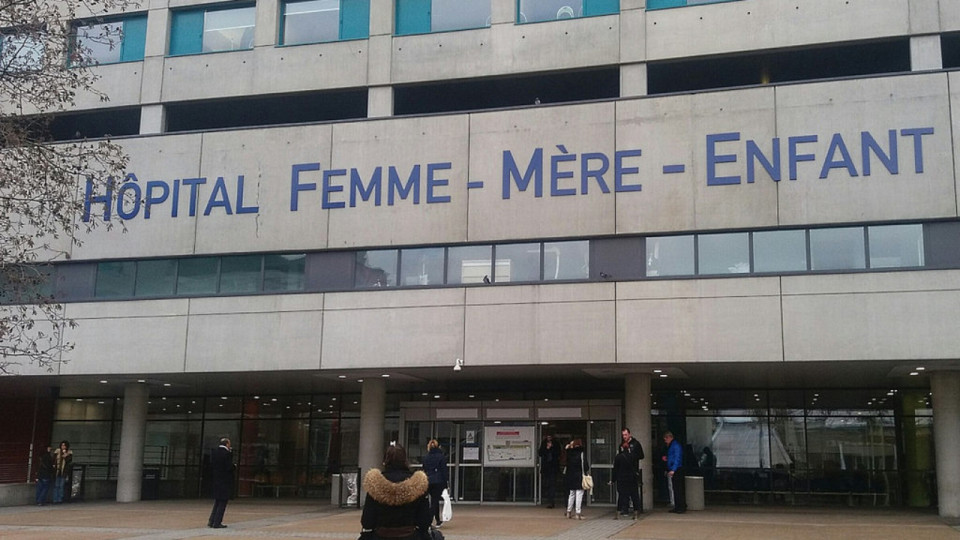 HÔPITAL FEMME - MÈRE - ENFANT